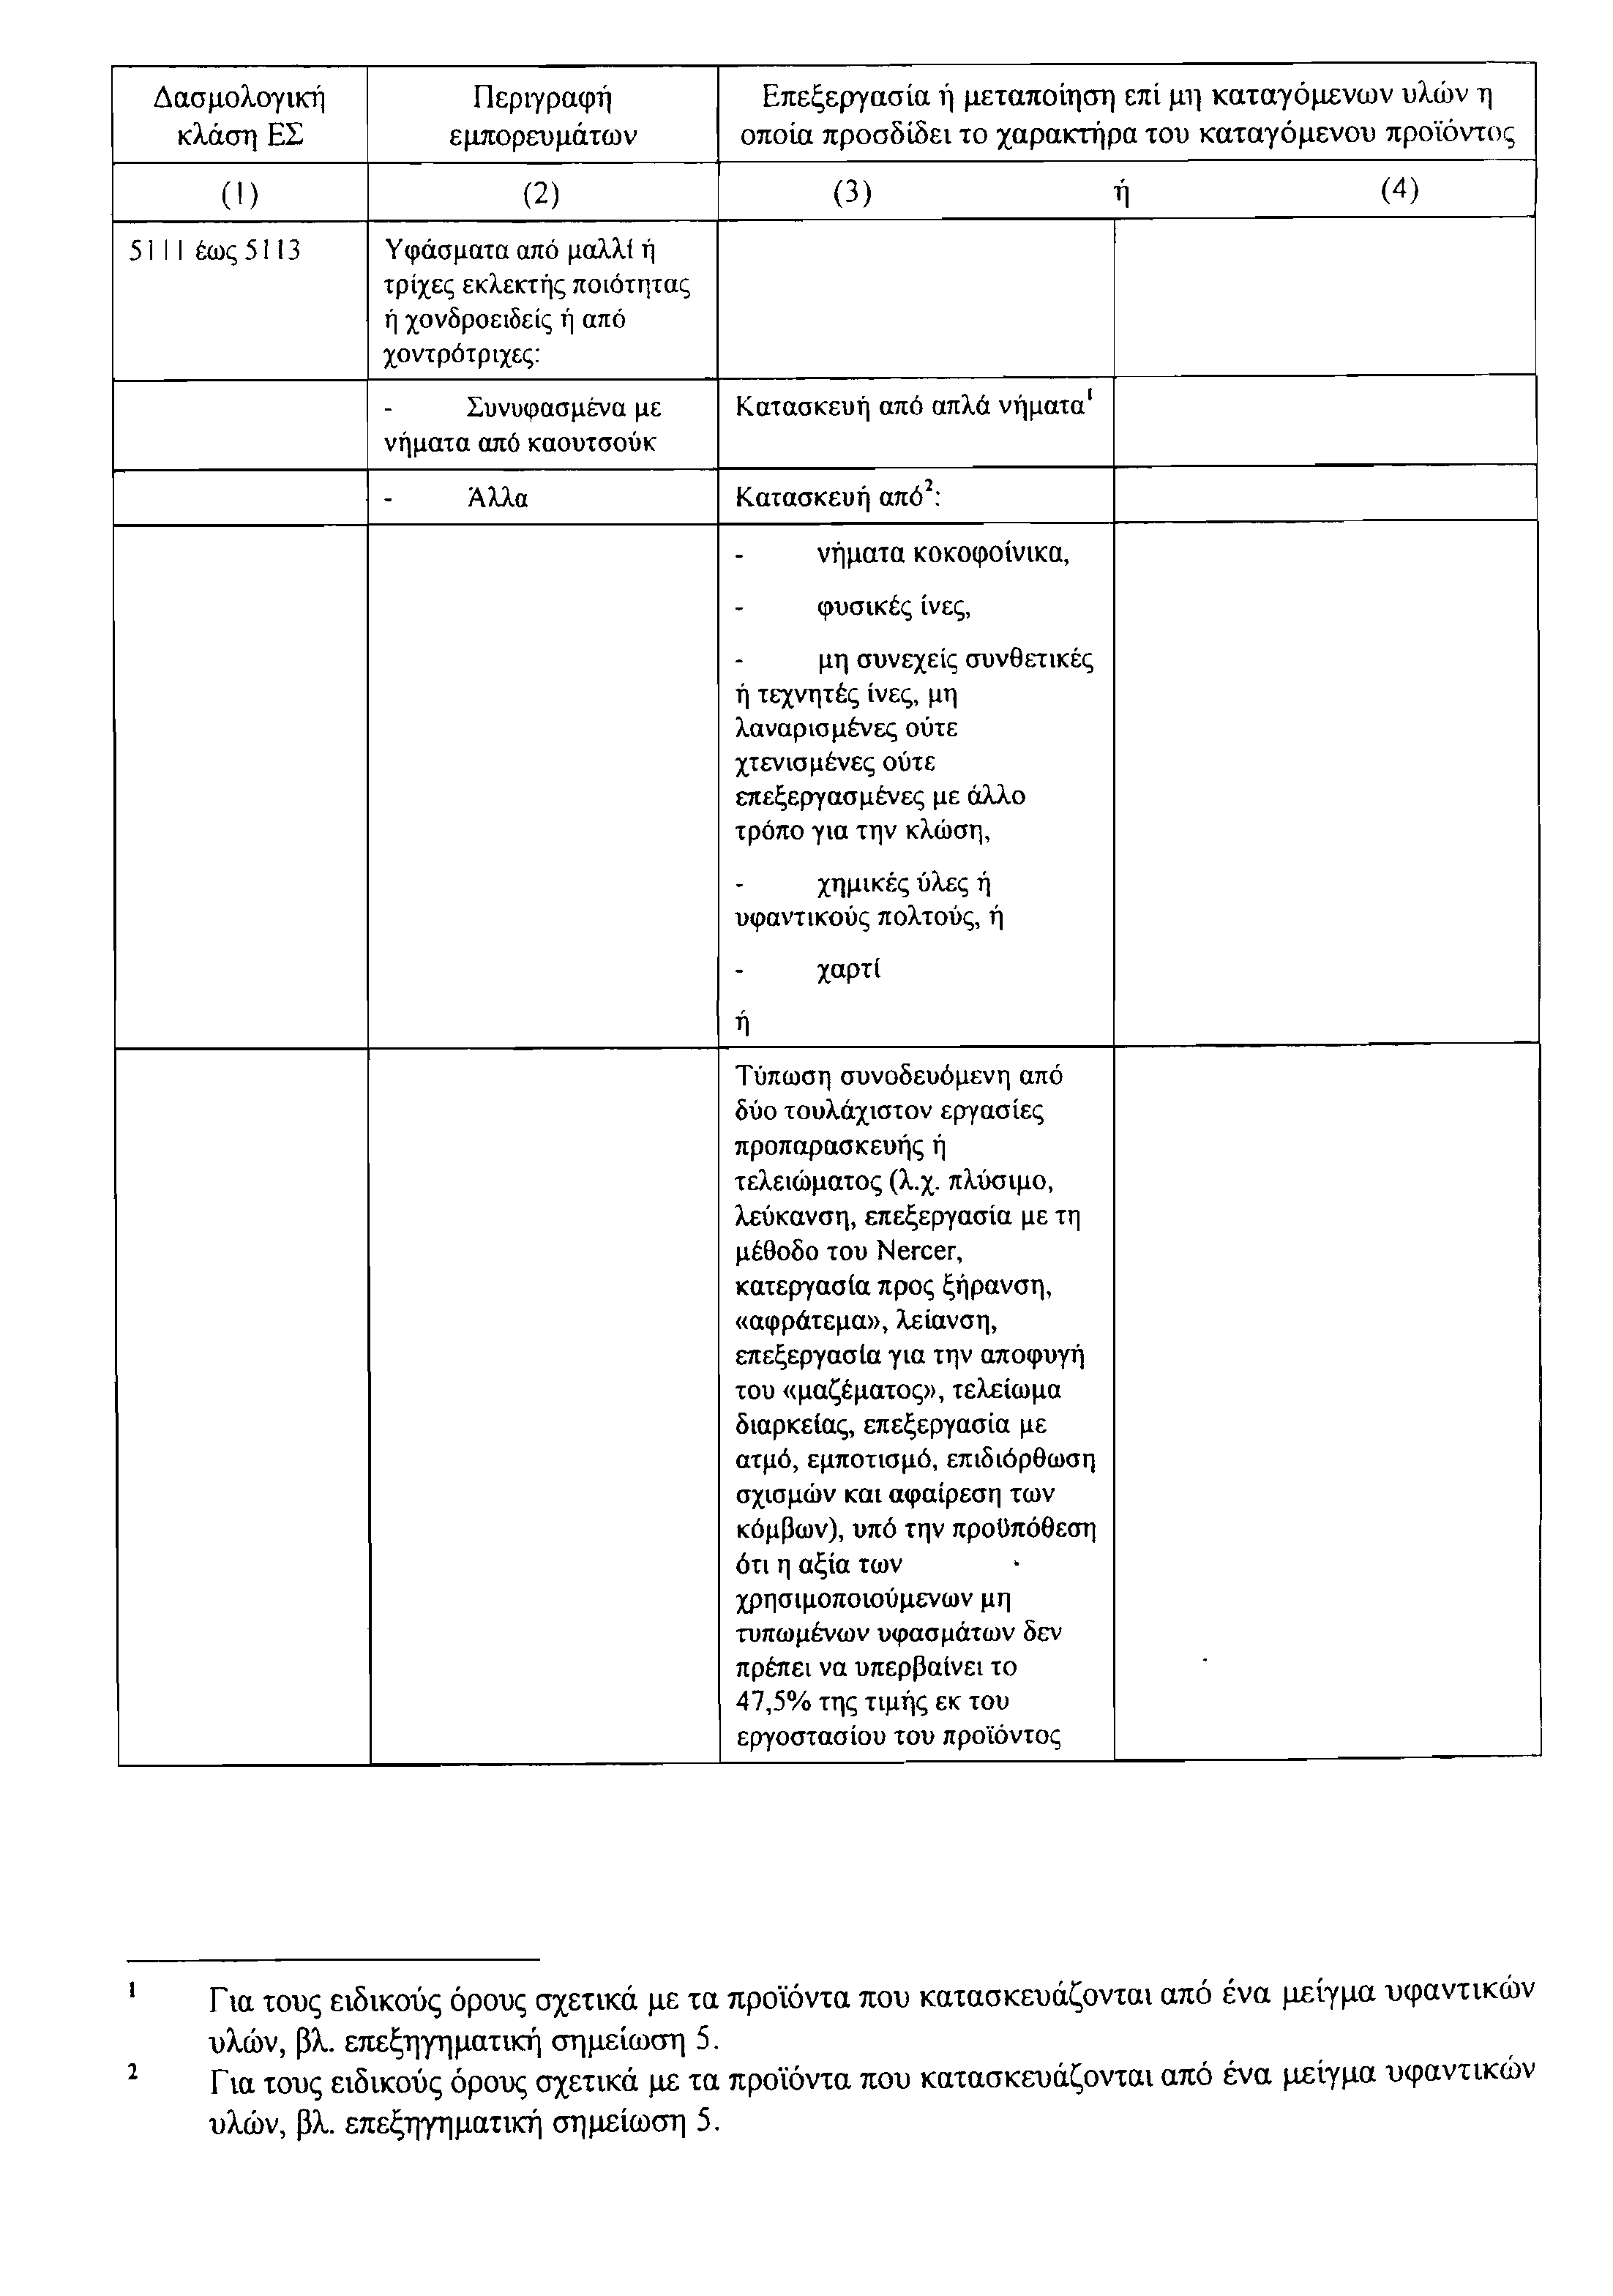 Δασμολογική
κλάση ΕΣ
Περιγραφή
εμπορευμάτων
Επεξεργασία ή μεταποίηση επί μη καταγόμενων υλών η
οποία προσδίδει το χαρακτήρα του καταγόμενου προϊόντος
(1)
(2)
(3) ή (4)
5111 έως 5113
Υφάσματα από μαλλί ή
τρίχες εκλεκτής ποιότητας
ή χονδροειδείς ή από
χοντρότριχες:
- Συνυφασμένα με
νήματα από καουτσούκ
Κατασκευή από απλά νήματα¹
- Άλλα
Κατασκευή από²:
- νήματα κοκοφοίνικα,
- φυσικές ίνες,
- μη συνεχείς συνθετικές
ή τεχνητές ίνες, μη
λαναρισμένες ούτε
χτενισμένες ούτε
επεξεργασμένες με άλλο
τρόπο για την κλώση,
- χημικές ύλες ή
υφαντικούς πολτούς, ή
- χαρτί
ή
Τύπωση συνοδευόμενη από
δύο τουλάχιστον εργασίες
προπαρασκευής ή
τελειώματος (λ.χ. πλύσιμο,
λεύκανση, επεξεργασία με τη
μέθοδο του Nercer,
κατεργασία προς ξήρανση,
«αφράτεμα», λείανση,
επεξεργασία για την αποφυγή
του «μαζέματος», τελείωμα
διαρκείας, επεξεργασία με
ατμό, εμποτισμό, επιδιόρθωση
σχισμών και αφαίρεση των
κόμβων), υπό την προϋπόθεση
ότι η αξία των
χρησιμοποιούμενων μη
τυπωμένων υφασμάτων δεν
πρέπει να υπερβαίνει το
47,5% της τιμής εκ του
εργοστασίου του προϊόντος
¹ Για τους ειδικούς όρους σχετικά με τα προϊόντα που κατασκευάζονται από ένα μείγμα υφαντικών
υλών, βλ. επεξηγηματική σημείωση 5.
² Για τους ειδικούς όρους σχετικά με τα προϊόντα που κατασκευάζονται από ένα μείγμα υφαντικών
υλών, βλ. επεξηγηματική σημείωση 5.